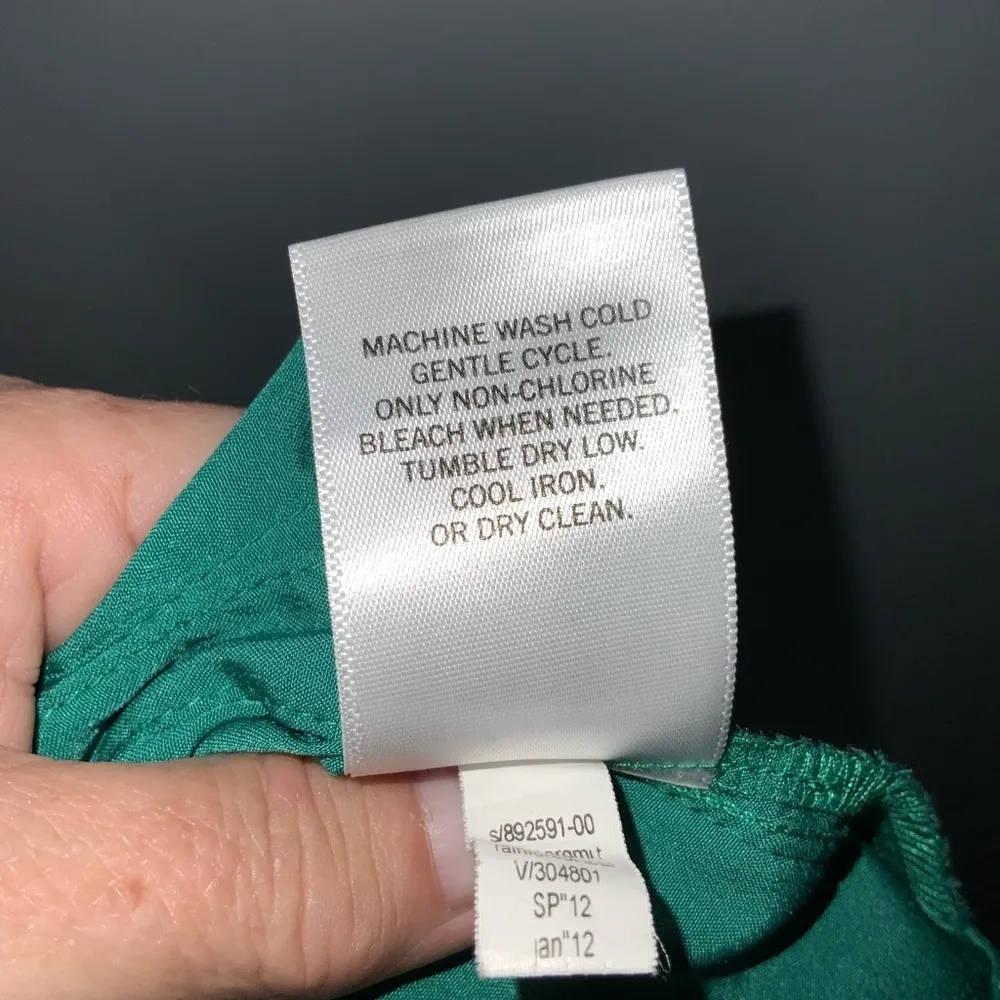 MACHINE WASH COLD
GENTLE CYCLE.
ONLY NON-CHLORINE
BLEACH WHEN NEEDED.
TUMBLE DRY LOW.
COOL IRON.
OR DRY CLEAN.
s/892591-00
V/304801
SP"12
jan"12